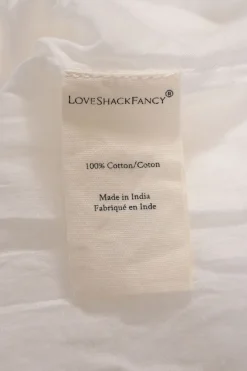 LOVESHACKFANCY®
100% Cotton/Coton
Made in India
Fabriqué en Inde